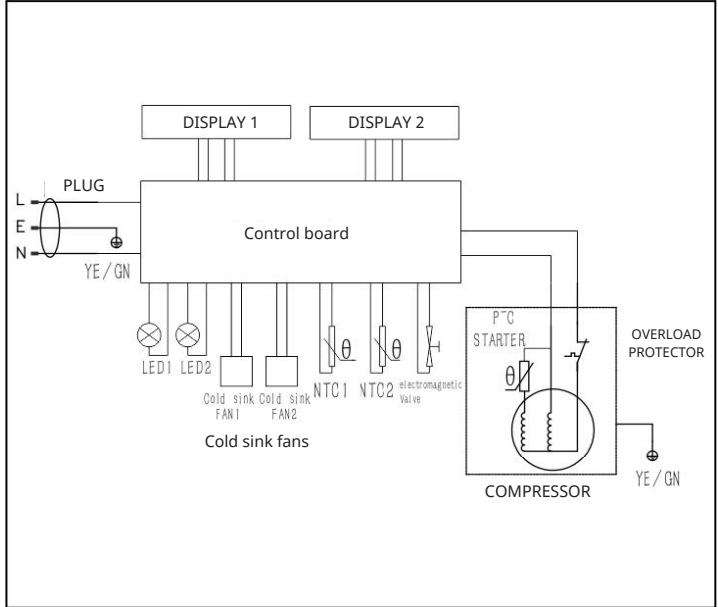 DISPLAY 1
DISPLAY 2
PLUG
L
E
N
YE/GN
Control board
LED1
LED2
Cold sink
FAN1
Cold sink
FAN2
NTC1
θ
NTC2
θ
electromagnetic
Valve
Cold sink fans
PTC
STARTER
θ
OVERLOAD
PROTECTOR
COMPRESSOR
YE/GN